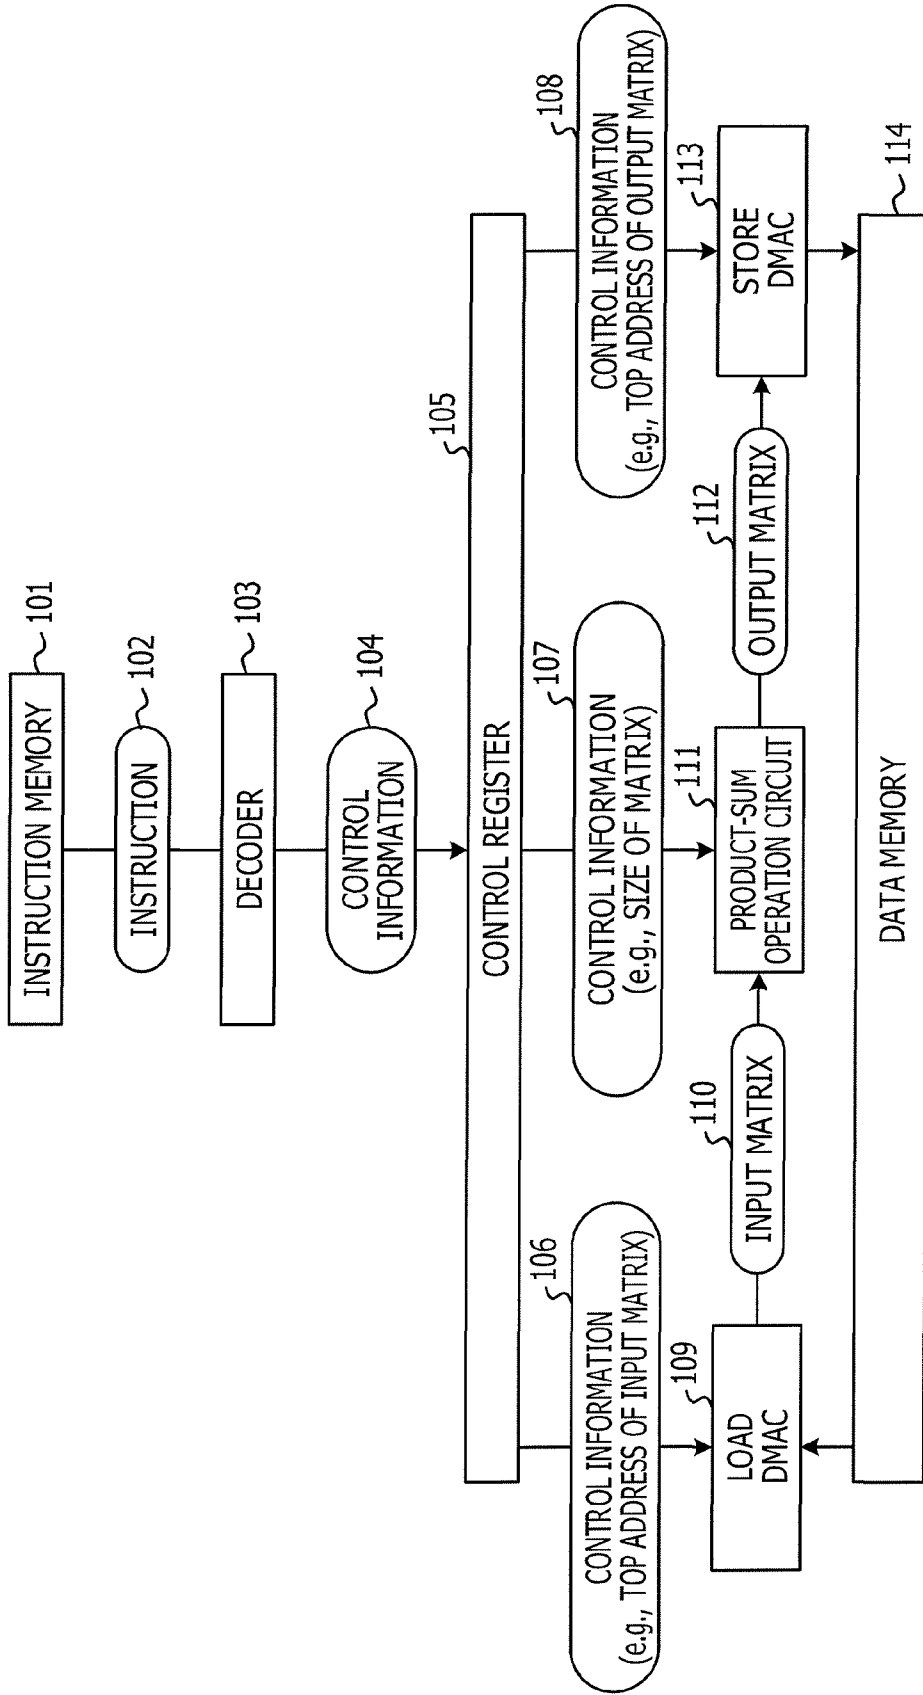 INSTRUCTION MEMORY
101
INSTRUCTION
102
DECODER
103
CONTROL
INFORMATION
104
CONTROL REGISTER
105
CONTROL INFORMATION
(e.g., TOP ADDRESS OF INPUT MATRIX)
106
CONTROL INFORMATION
(e.g., SIZE OF MATRIX)
107
CONTROL INFORMATION
(e.g., TOP ADDRESS OF OUTPUT MATRIX)
108
LOAD
DMAC
109
INPUT MATRIX
110
PRODUCT-SUM
OPERATION CIRCUIT
111
OUTPUT MATRIX
112
STORE
DMAC
113
DATA MEMORY
114